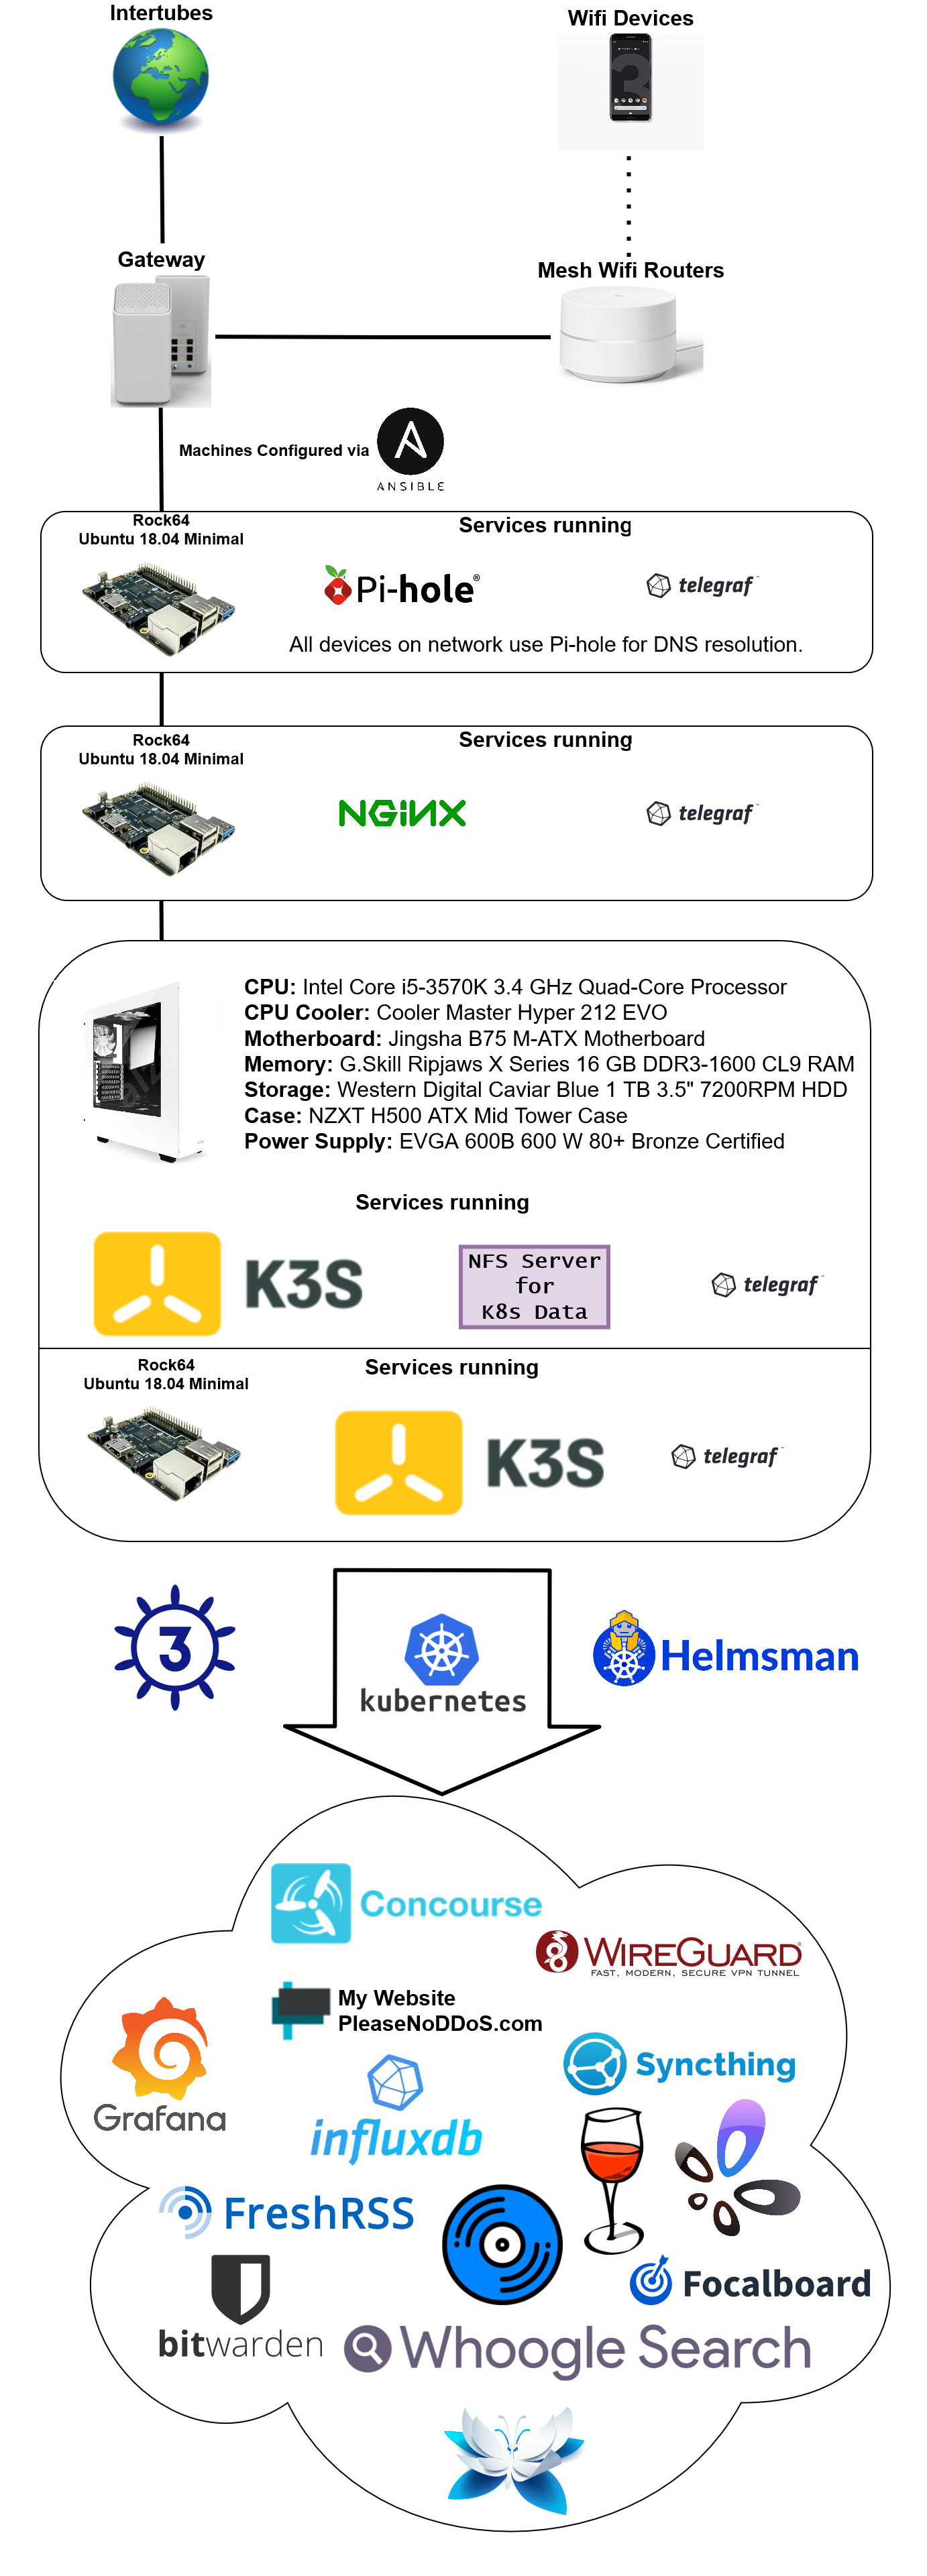 Intertubes
Wifi Devices
Gateway
Mesh Wifi Routers
Machines Configured via
ANSIBLE
Rock64
Ubuntu 18.04 Minimal
Services running
Pi-hole®
telegraf
All devices on network use Pi-hole for DNS resolution.
Rock64
Ubuntu 18.04 Minimal
Services running
NGiNX
telegraf
CPU: Intel Core i5-3570K 3.4 GHz Quad-Core Processor
CPU Cooler: Cooler Master Hyper 212 EVO
Motherboard: Jingsha B75 M-ATX Motherboard
Memory: G.Skill Ripjaws X Series 16 GB DDR3-1600 CL9 RAM
Storage: Western Digital Caviar Blue 1 TB 3.5" 7200RPM HDD
Case: NZXT H500 ATX Mid Tower Case
Power Supply: EVGA 600B 600 W 80+ Bronze Certified
Services running
K3S
NFS Server
for
K8s Data
telegraf
Rock64
Ubuntu 18.04 Minimal
Services running
K3S
telegraf
3
kubernetes
Helmsman
Concourse
WIREGUARD
FAST, MODERN, SECURE VPN TUNNEL
My Website
PleaseNoDDoS.com
Grafana
Syncthing
influxdb
FreshRSS
Focalboard
bitwarden
Whoogle Search